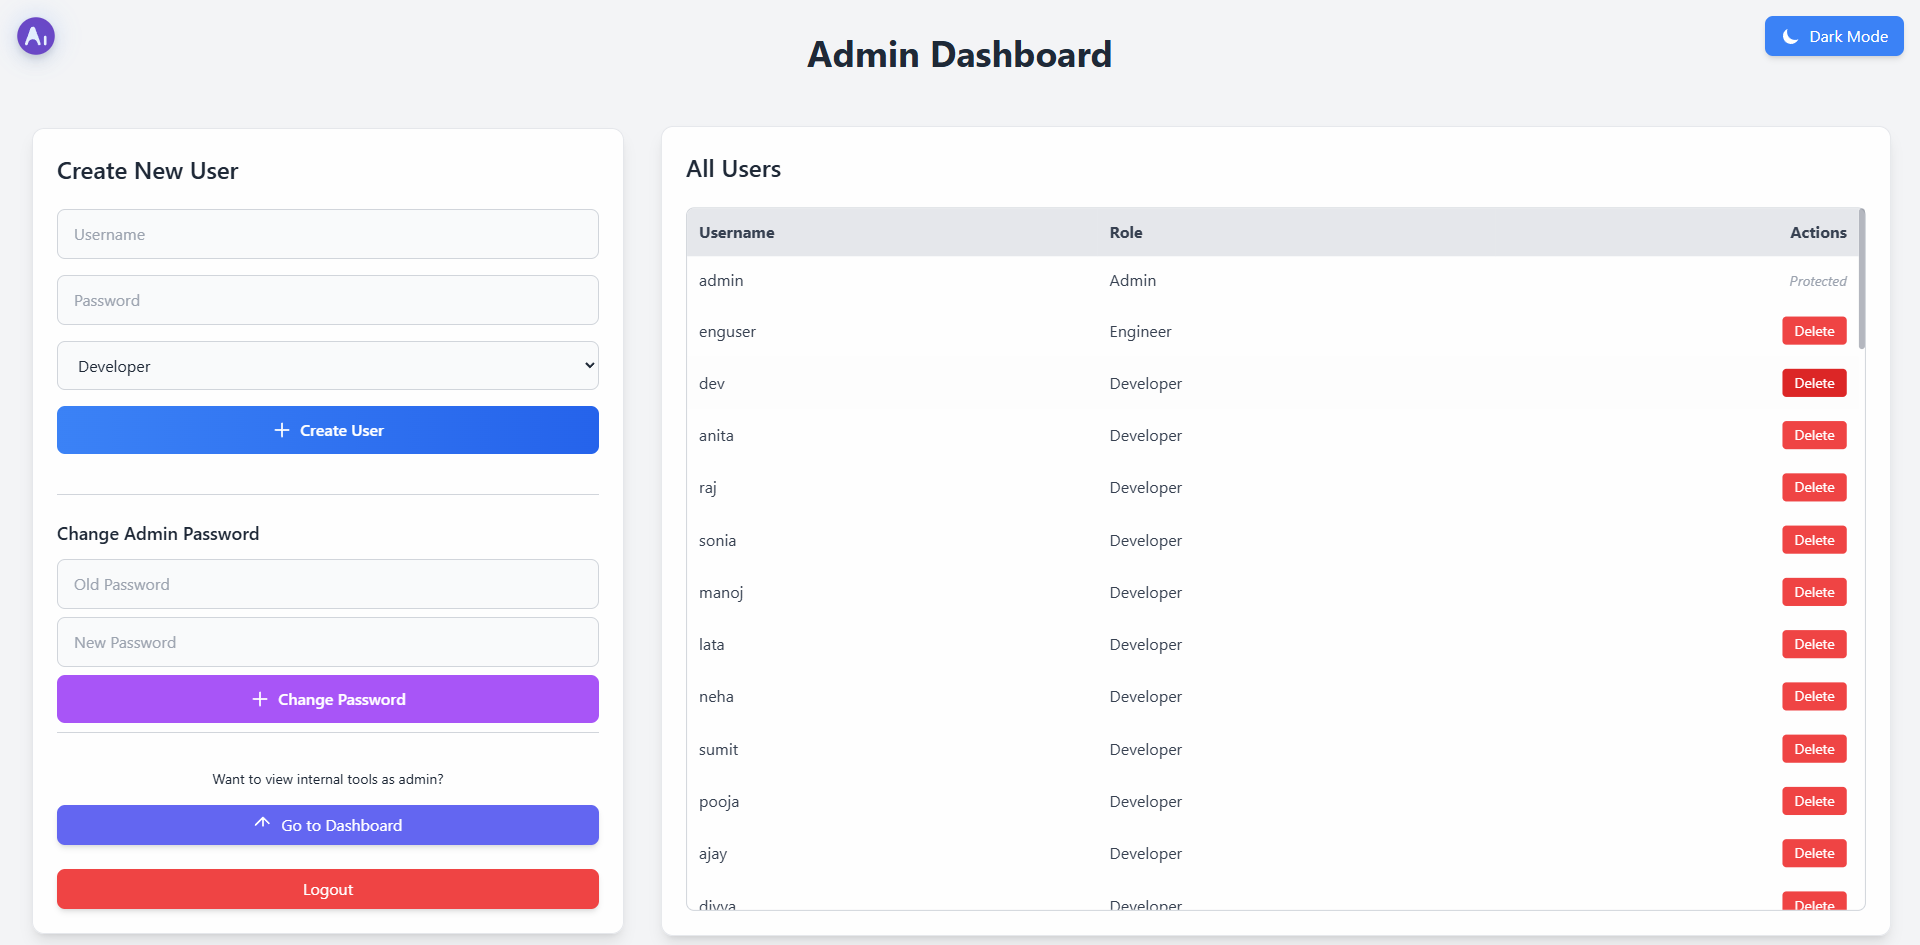 AI
Admin Dashboard
Dark Mode
Create New User
Username
Password
Developer
Create User
Change Admin Password
Old Password
New Password
Change Password
Want to view internal tools as admin?
Go to Dashboard
Logout
All Users
Username Role Actions
admin Admin Protected
enguser Engineer Delete
dev Developer Delete
anita Developer Delete
raj Developer Delete
sonia Developer Delete
manoj Developer Delete
lata Developer Delete
neha Developer Delete
sumit Developer Delete
pooja Developer Delete
ajay Developer Delete
divya Developer Delete